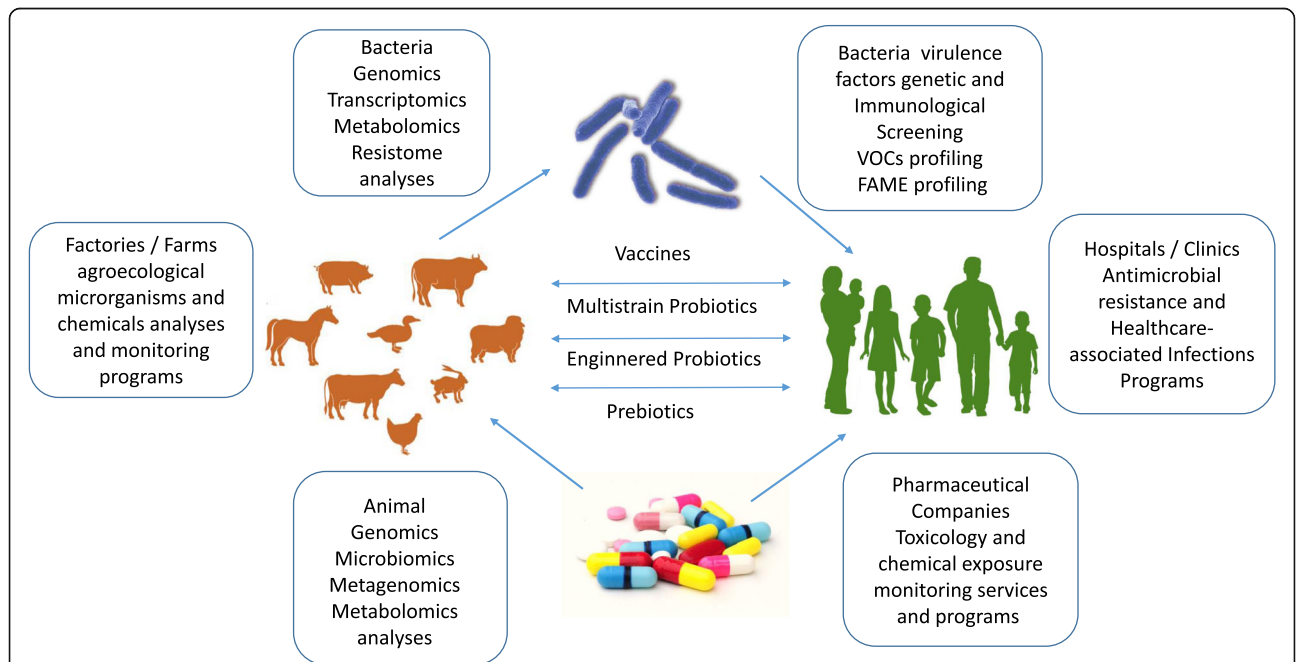 Bacteria
Genomics
Transcriptomics
Metabolomics
Resistome
analyses
Bacteria virulence
factors genetic and
Immunological
Screening
VOCs profiling
FAME profiling
Factories / Farms
agroecological
microrganisms and
chemicals analyses
and monitoring
programs
Vaccines
Multistrain Probiotics
Enginnered Probiotics
Prebiotics
Hospitals / Clinics
Antimicrobial
resistance and
Healthcare-
associated Infections
Programs
Animal
Genomics
Microbiomics
Metagenomics
Metabolomics
analyses
Pharmaceutical
Companies
Toxicology and
chemical exposure
monitoring services
and programs